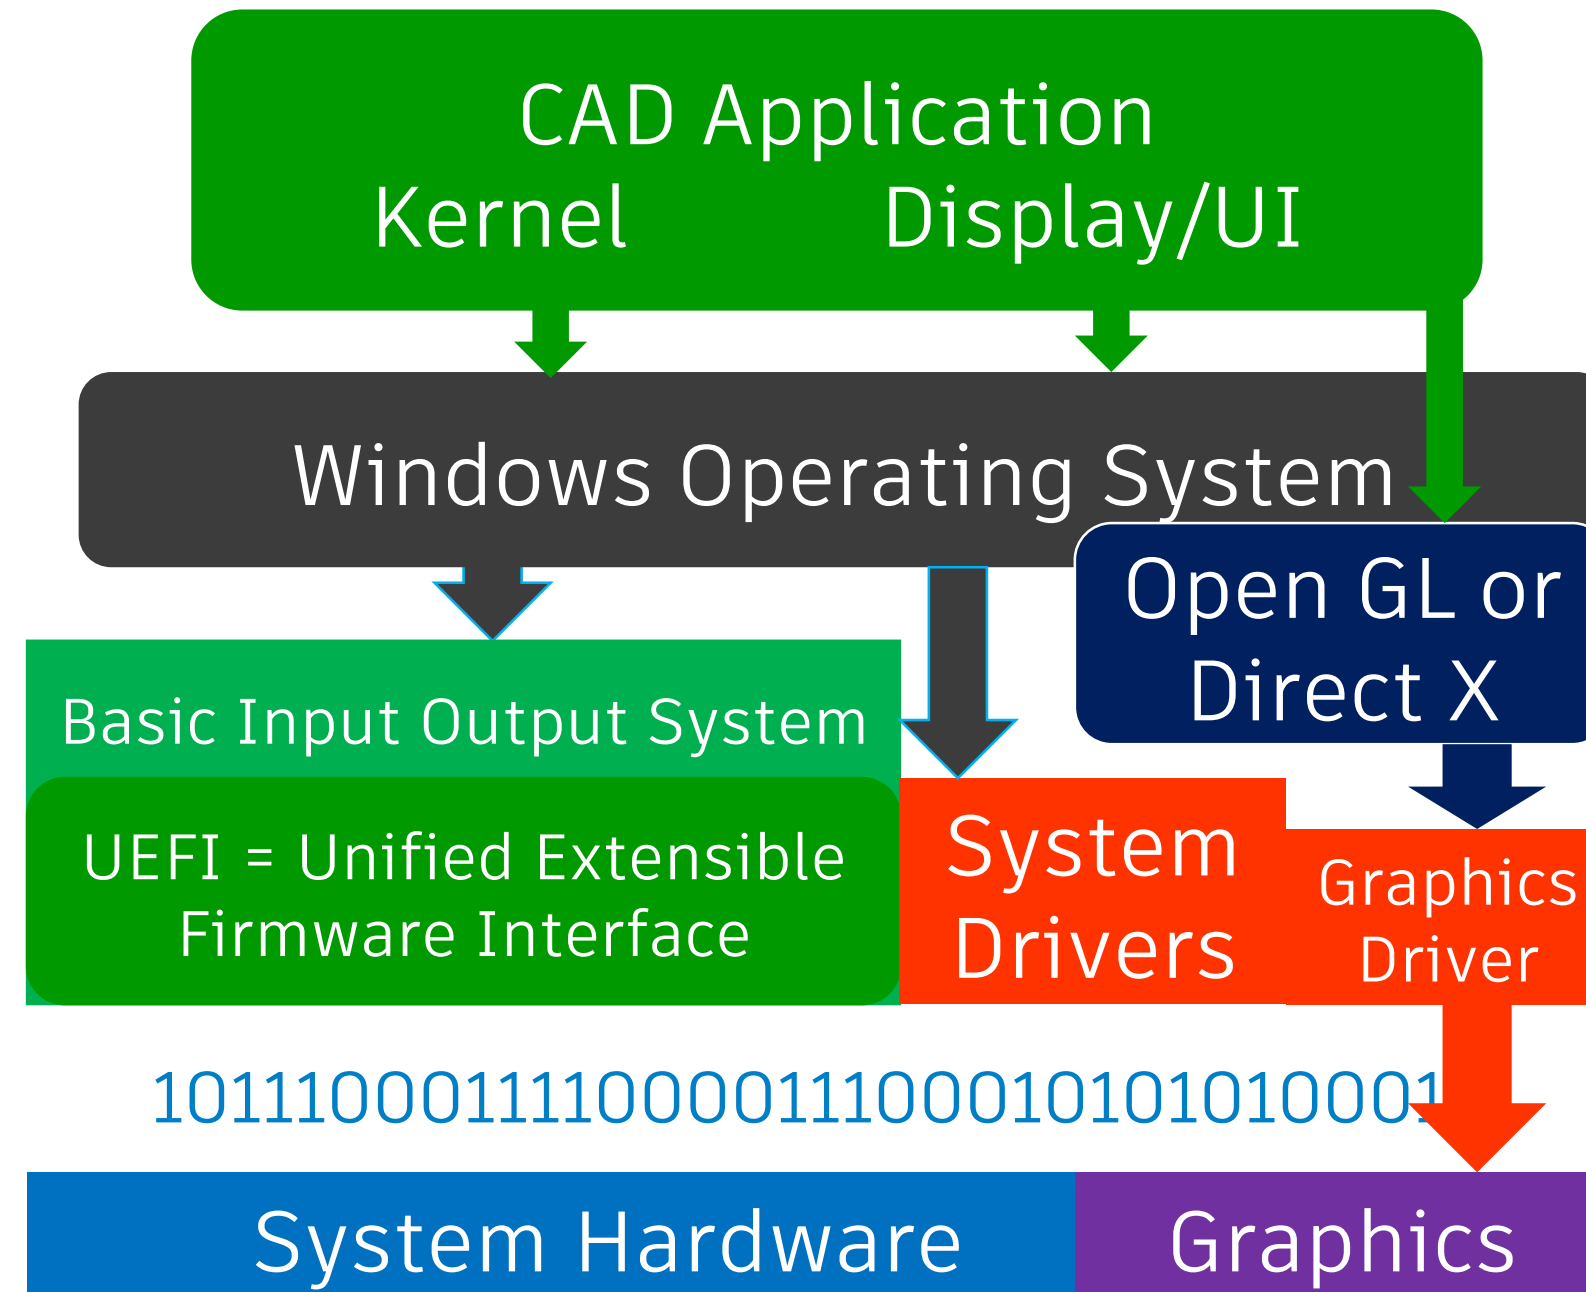 CAD Application
Kernel Display/UI
Windows Operating System
Open GL or
Direct X
Basic Input Output System
UEFI = Unified Extensible
Firmware Interface
System
Drivers
Graphics
Driver
101110001111000011100010101010001
System Hardware
Graphics